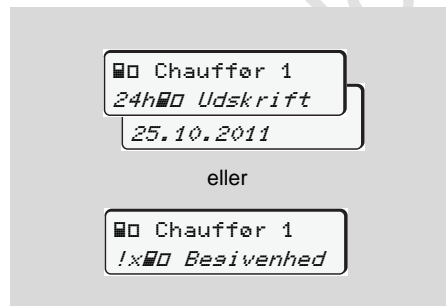 Chauffør 1
24h Udskrift
25.10.2011
eller
Chauffør 1
!x Begivenhed